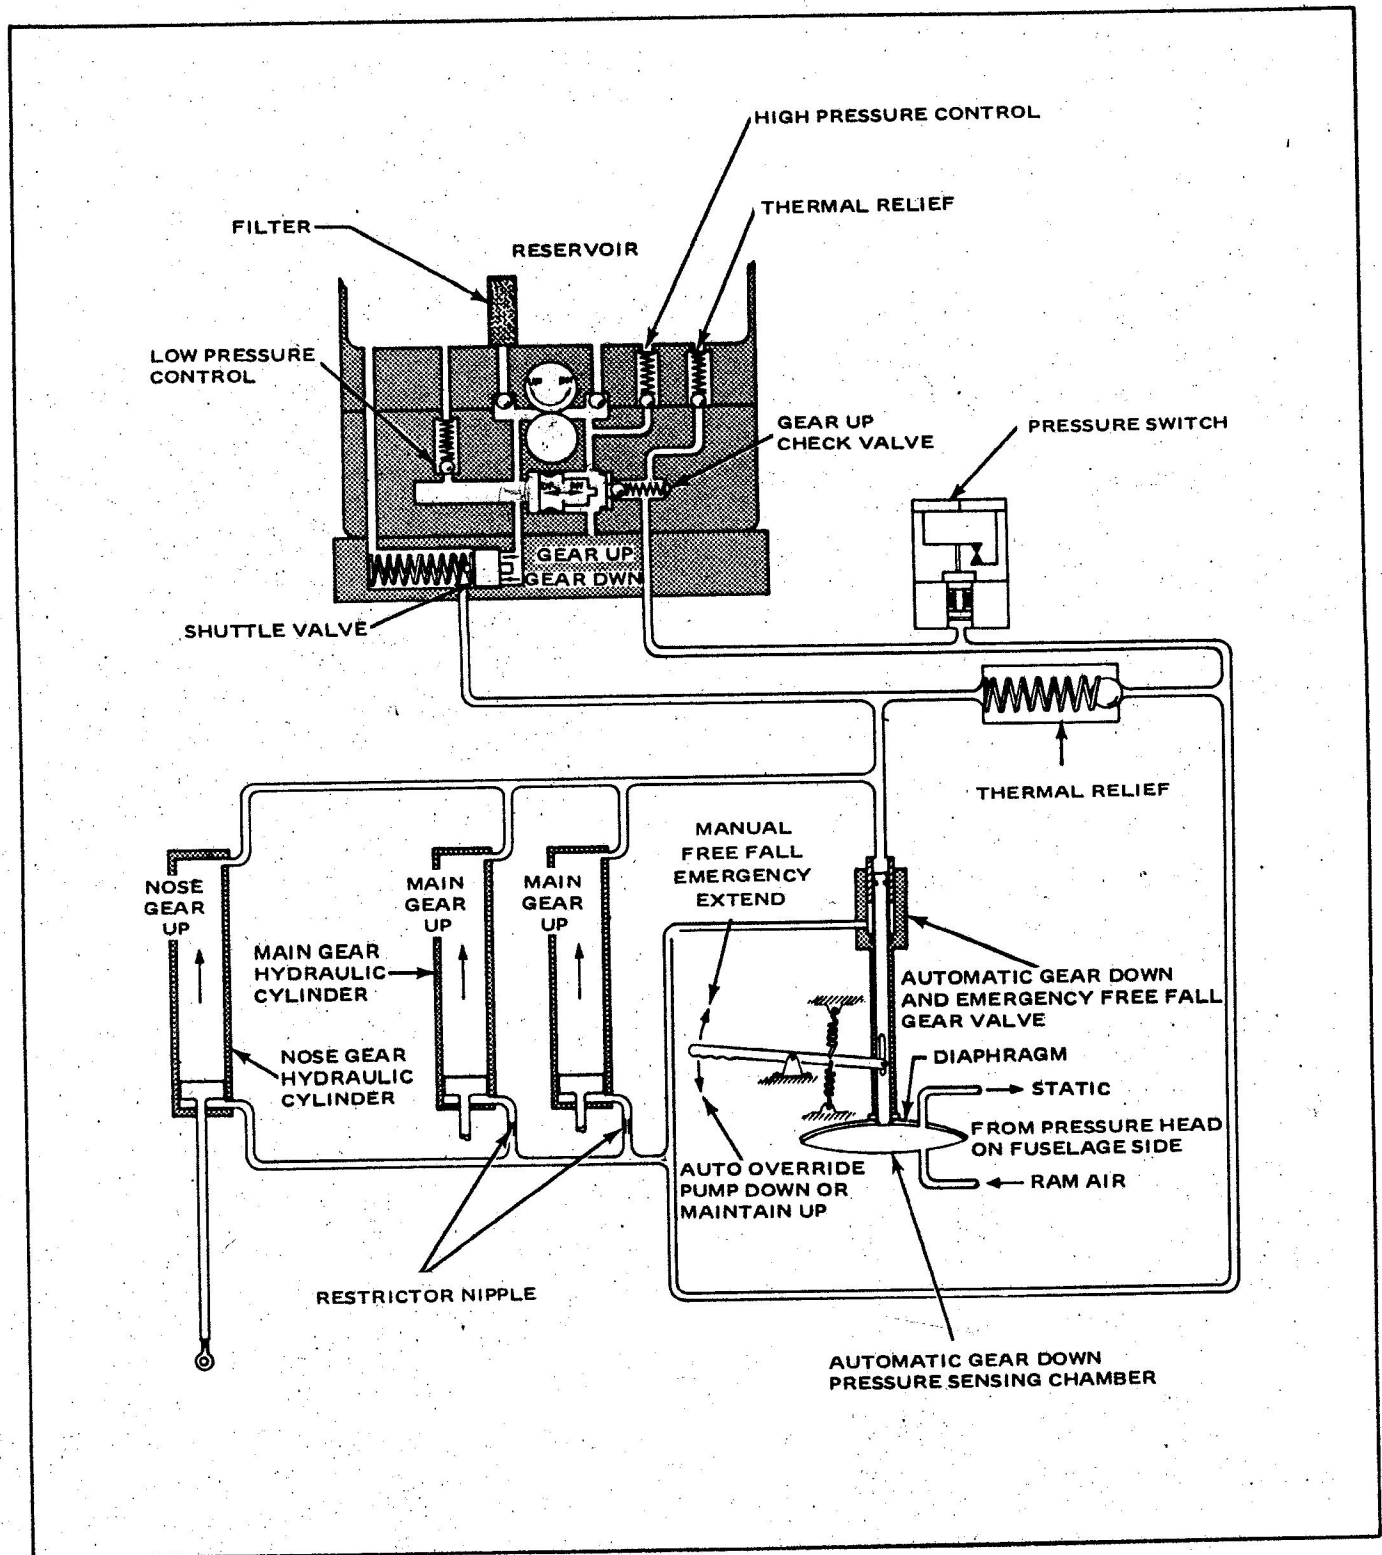 HIGH PRESSURE CONTROL
THERMAL RELIEF
FILTER
RESERVOIR
LOW PRESSURE
CONTROL
UP
GEAR UP
CHECK VALVE
PRESSURE SWITCH
GEAR UP
GEAR DWN
SHUTTLE VALVE
THERMAL RELIEF
MANUAL
FREE FALL
EMERGENCY
EXTEND
NOSE
GEAR
UP
MAIN
GEAR
UP
MAIN
GEAR
UP
MAIN GEAR
HYDRAULIC
CYLINDER
AUTOMATIC GEAR DOWN
AND EMERGENCY FREE FALL
GEAR VALVE
NOSE GEAR
HYDRAULIC
CYLINDER
DIAPHRAGM
STATIC
FROM PRESSURE HEAD
ON FUSELAGE SIDE
RAM AIR
AUTO OVERRIDE
PUMP DOWN OR
MAINTAIN UP
RESTRICTOR NIPPLE
AUTOMATIC GEAR DOWN
PRESSURE SENSING CHAMBER